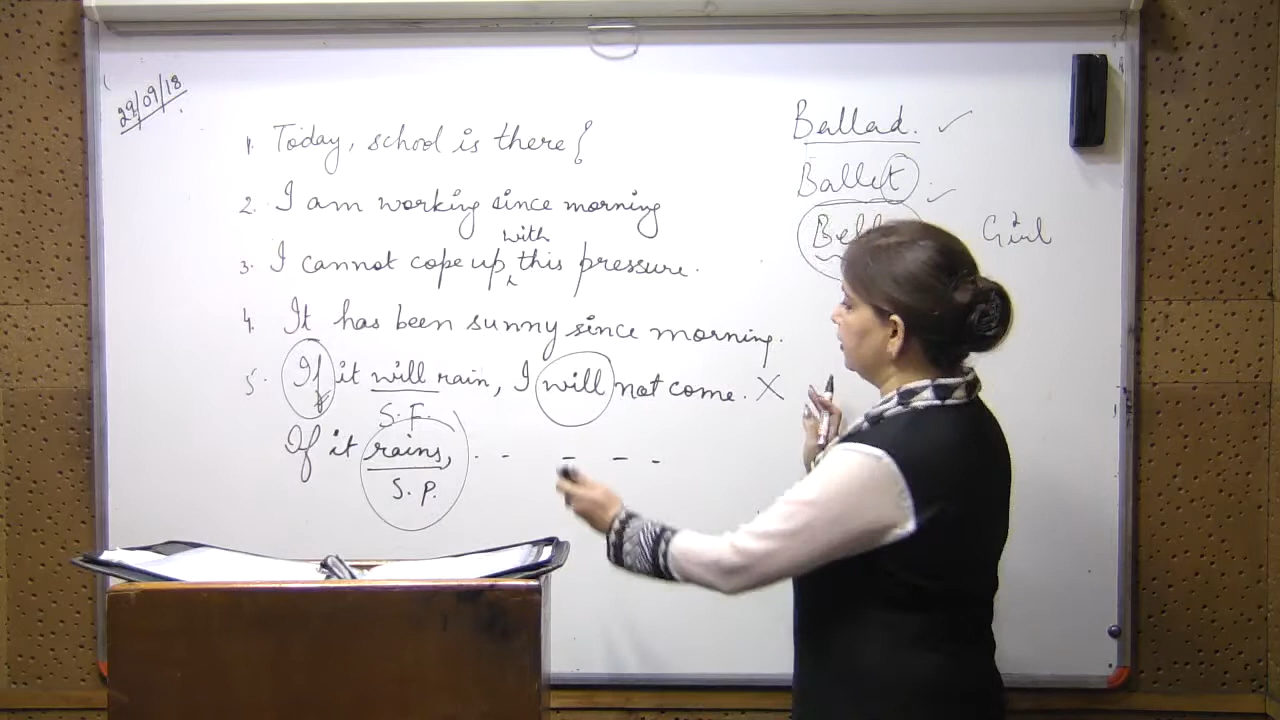 29/09/18
1. Today, school is there {
2. I am working since morning
with
3. I cannot cope up ^ this pressure.
4. It has been sunny since morning.
5. If it will rain, I will not come. X
S.F.
If it rains, . - - - -
S.P.
Ballad. ✓
Ballet. ✓
Girl